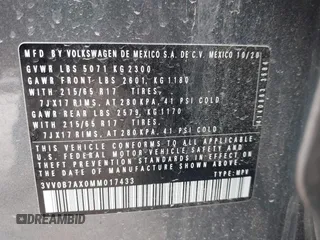 MFD BY VOLKSWAGEN DE MEXICO S.A. DE C.V. MEXICO 10/20
GVWR LBS 5071 KG 2300
GAWR FRONT-LBS 2601, KG 1180
WITH 215/65 R17 TIRES,
7JX17 RIMS, AT 280 KPA, 41 PSI COLD
GAWR REAR LBS 2579, KG 1170
WITH 215/65 R17 TIRES,
7JX17 RIMS, AT 280 KPA, 41 PSI COLD
THIS VEHICLE CONFORMS TO ALL APPLICABLE
FEDERAL MOTOR VEHICLE SAFETY AND
THEFT PREVENTION STANDARDS IN EFFECT ON
THE DATE OF MANUFACTURE SHOWN ABOVE.
3VV0B7AX0MM017433 TYPE: MPV